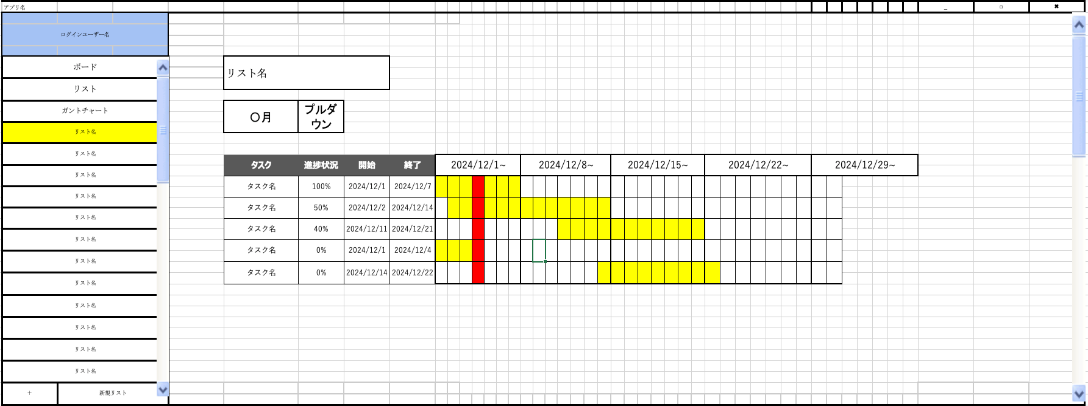 アプリ名
_ □ ✖
ログインユーザー名
ボード
リスト
ガントチャート
リスト名
リスト名
リスト名
リスト名
リスト名
リスト名
リスト名
リスト名
リスト名
リスト名
リスト名
リスト名
+ 新規リスト
リスト名
〇月 プルダ
ウン
タスク 進捗状況 開始 終了 2024/12/1~ 2024/12/8~ 2024/12/15~ 2024/12/22~ 2024/12/29~
タスク名 100% 2024/12/1 2024/12/7
タスク名 50% 2024/12/2 2024/12/14
タスク名 40% 2024/12/11 2024/12/21
タスク名 0% 2024/12/1 2024/12/4
タスク名 0% 2024/12/14 2024/12/22